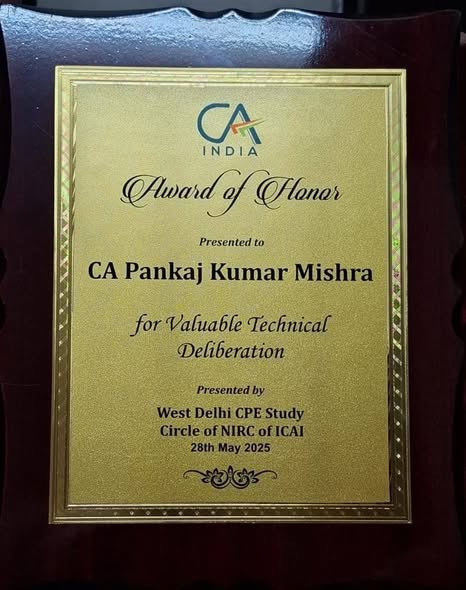 CA
INDIA
Award of Honor
Presented to
CA Pankaj Kumar Mishra
for Valuable Technical
Deliberation
Presented by
West Delhi CPE Study
Circle of NIRC of ICAI
28th May 2025